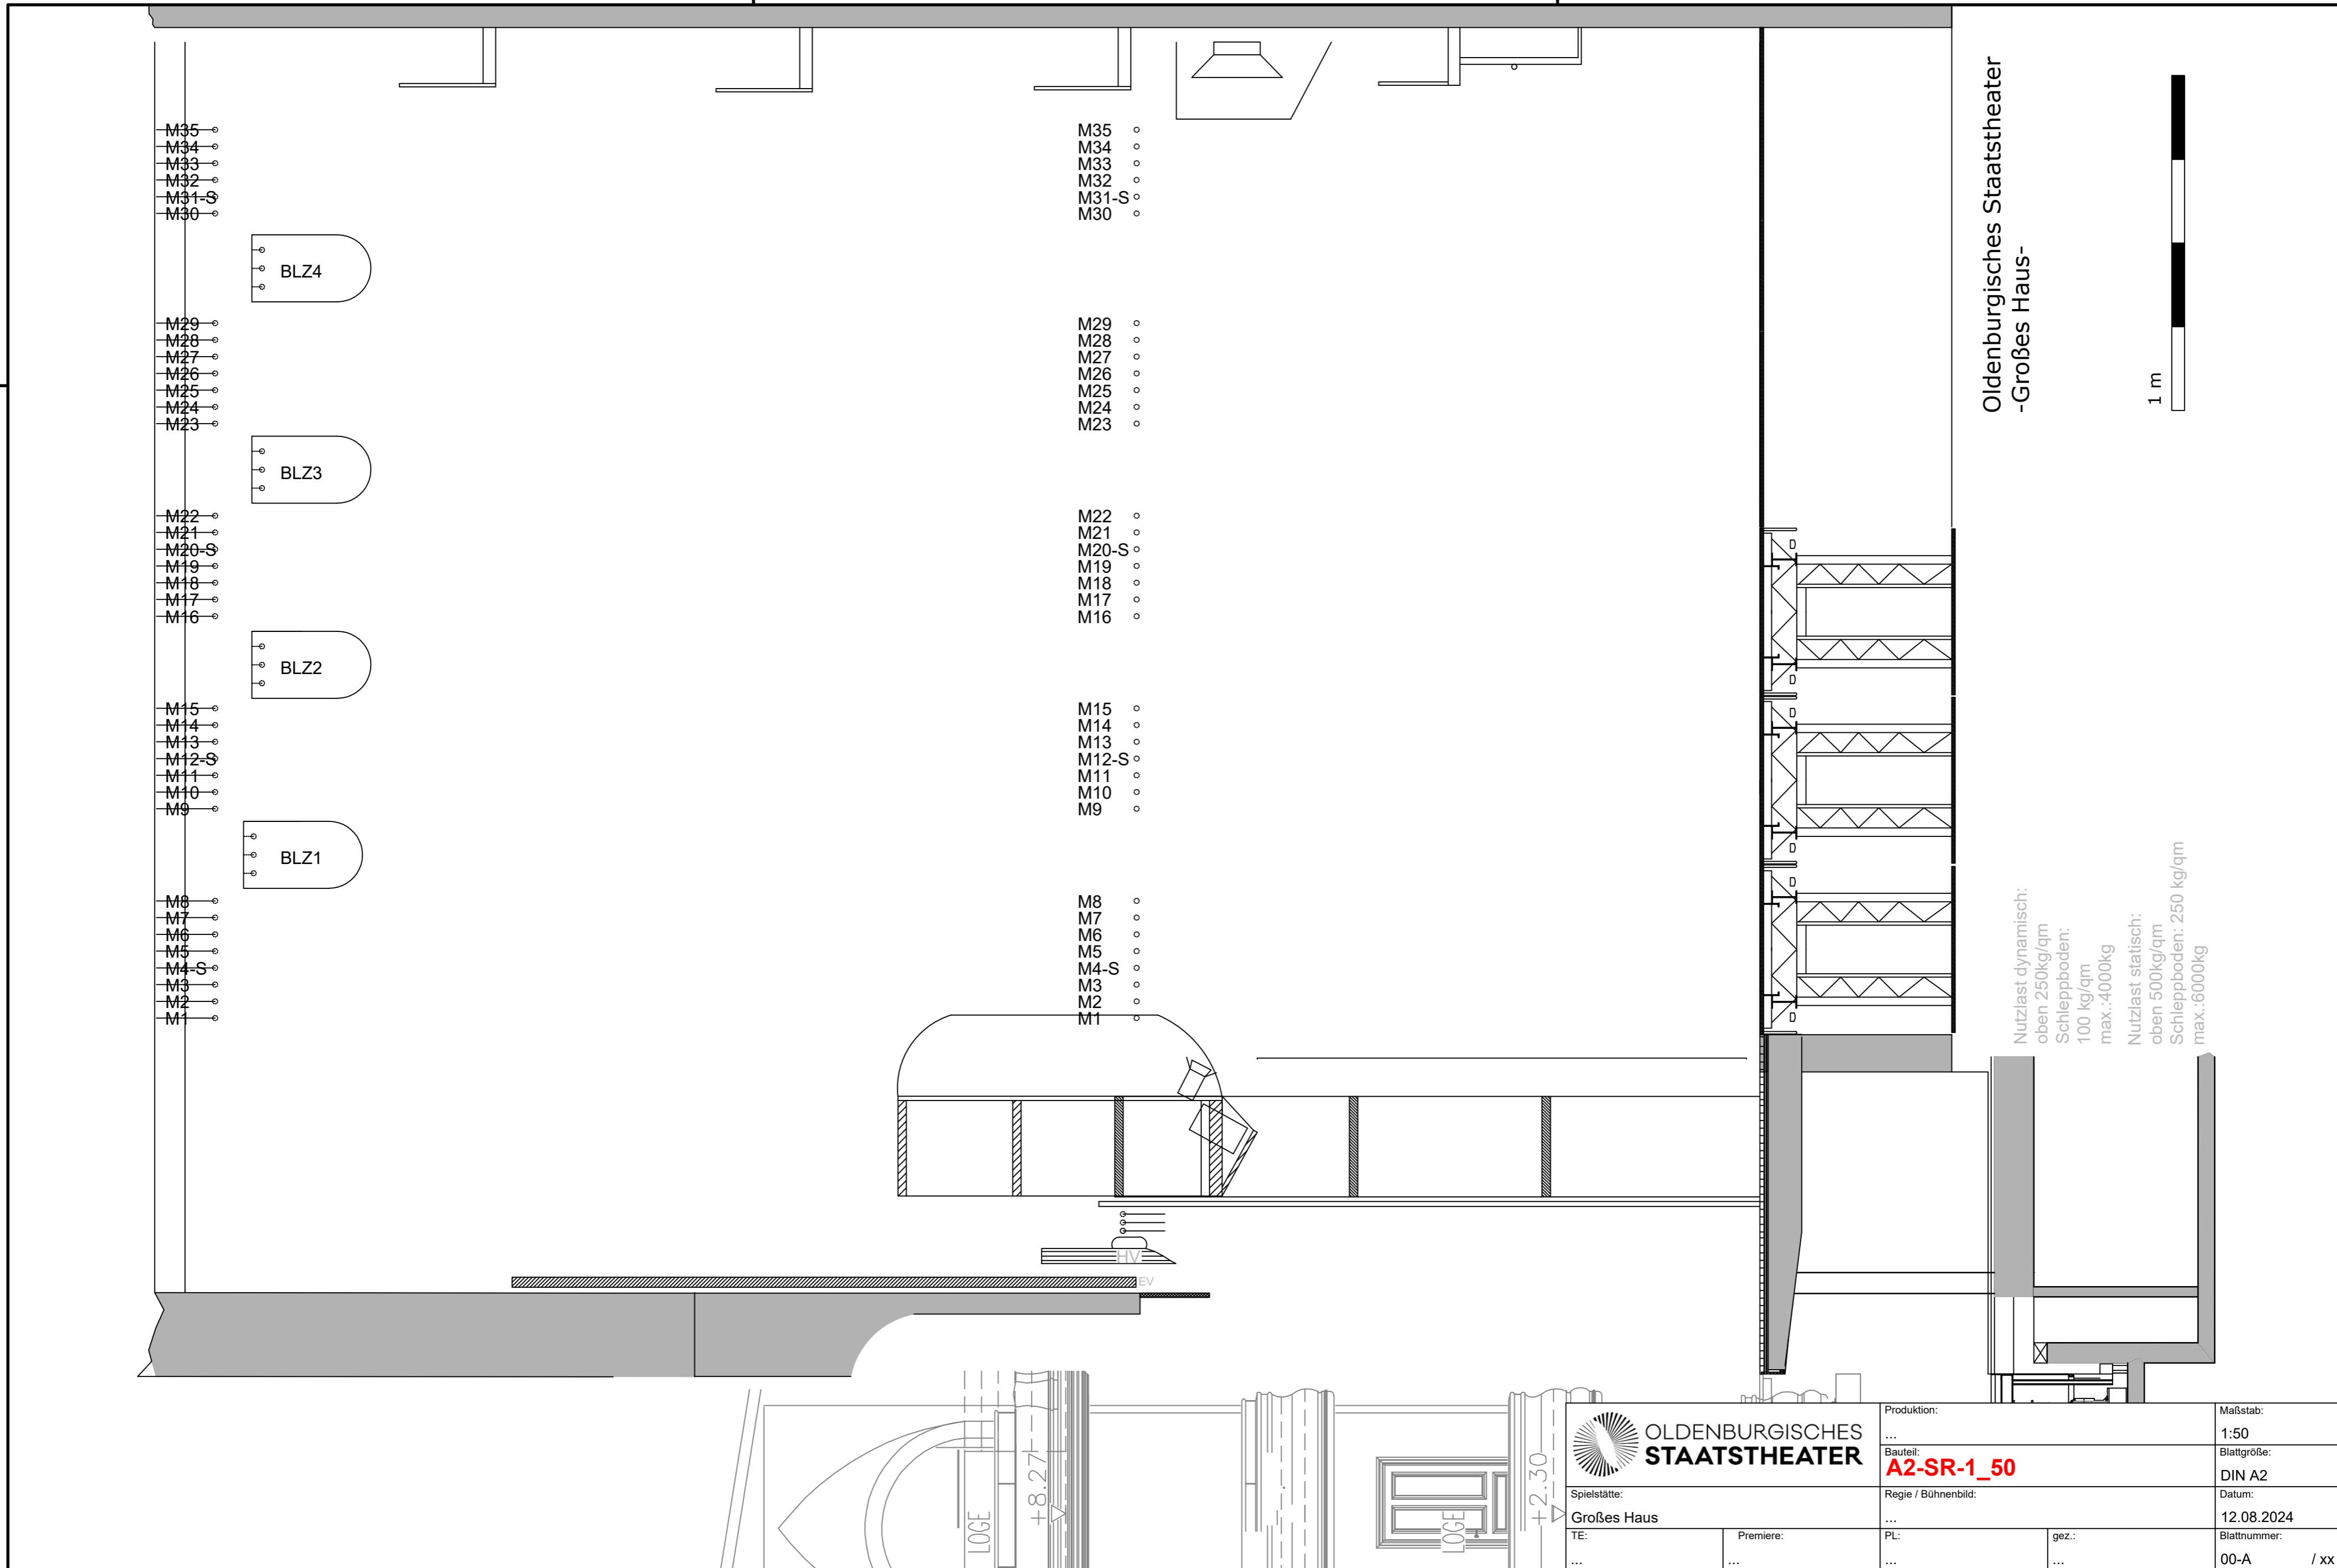 M35
M34
M33
M32
M31-S
M30
BLZ4
M29
M28
M27
M26
M25
M24
M23
BLZ3
M22
M21
M20-S
M19
M18
M17
M16
BLZ2
M15
M14
M13
M12-S
M11
M10
M9
BLZ1
M8
M7
M6
M5
M4-S
M3
M2
M1
M35
M34
M33
M32
M31-S
M30
M29
M28
M27
M26
M25
M24
M23
M22
M21
M20-S
M19
M18
M17
M16
M15
M14
M13
M12-S
M11
M10
M9
M8
M7
M6
M5
M4-S
M3
M2
M1
HV
EV
Oldenburgisches Staatstheater
-Großes Haus-
1 m
Nutzlast dynamisch:
oben 250kg/qm
Schleppboden:
100 kg/qm
max.:4000kg
Nutzlast statisch:
oben 500kg/qm
Schleppboden: 250 kg/qm
max.:6000kg
LOGE
+8.27
LOGE
+2.30
OLDENBURGISCHES
STAATSTHEATER
Produktion:
...
Maßstab:
1:50
Bauteil:
A2-SR-1_50
Blattgröße:
DIN A2
Spielstätte:
Großes Haus
Regie / Bühnenbild:
...
Datum:
12.08.2024
TE:
...
Premiere:
...
PL:
...
gez.:
...
Blattnummer:
00-A / xx